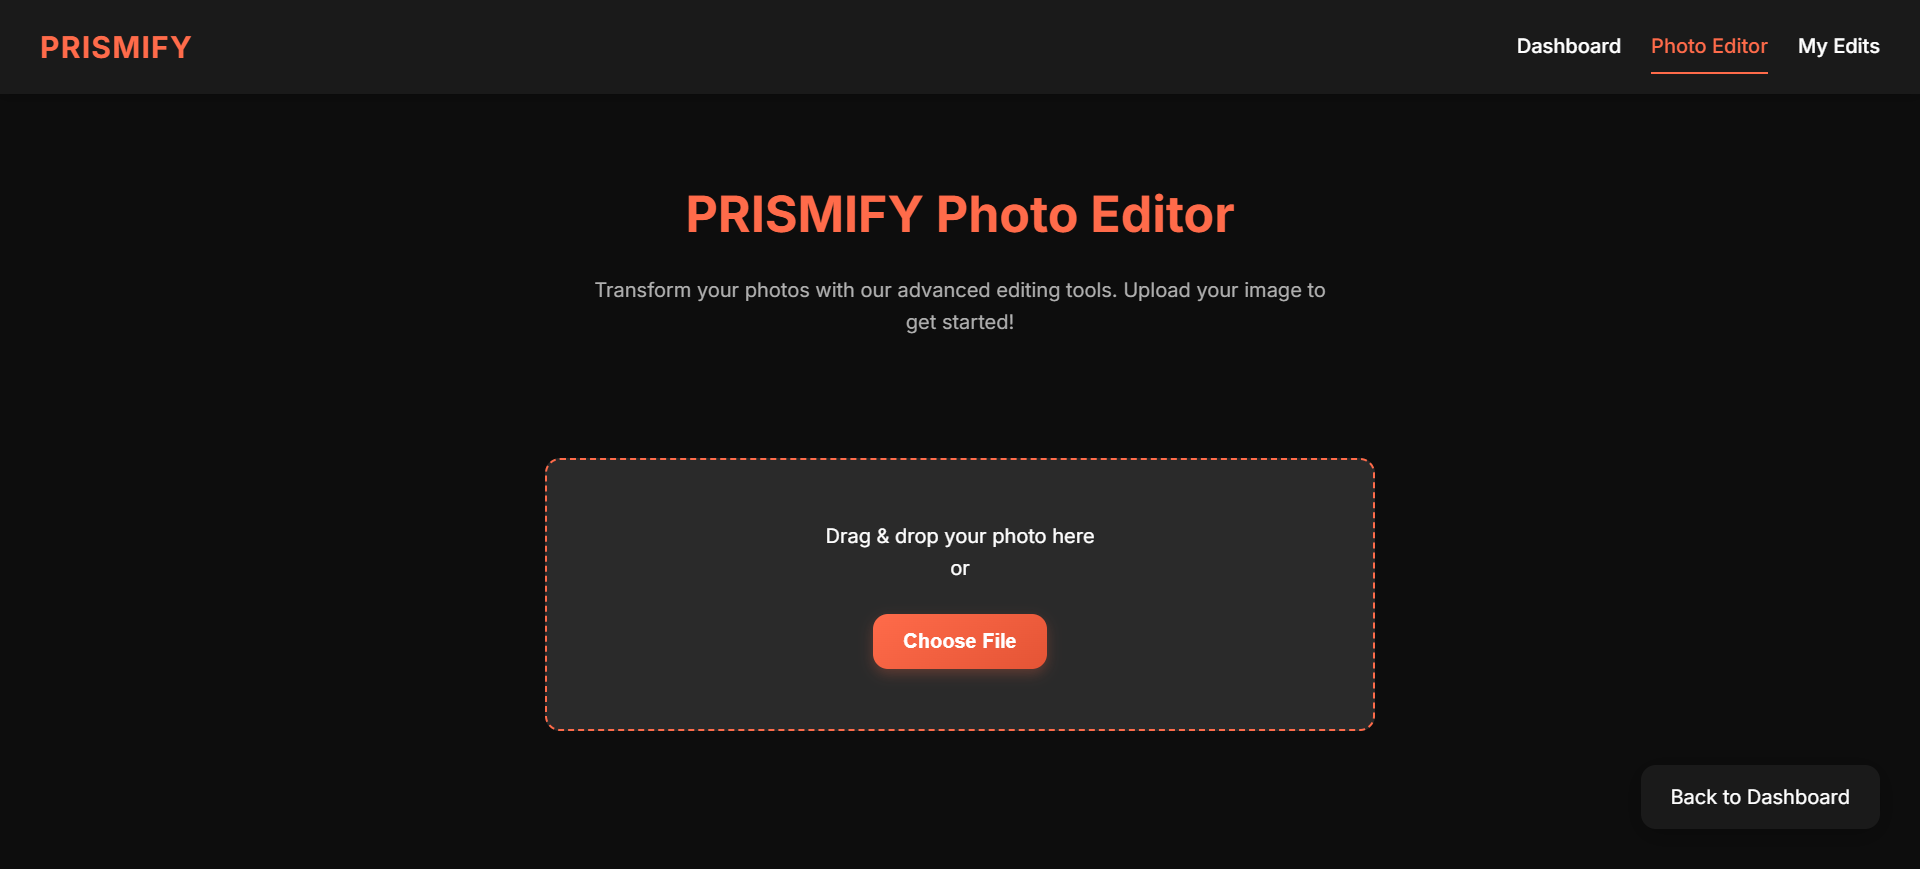 PRISMIFY
Dashboard
Photo Editor
My Edits
PRISMIFY Photo Editor
Transform your photos with our advanced editing tools. Upload your image to
get started!
Drag & drop your photo here
or
Choose File
Back to Dashboard